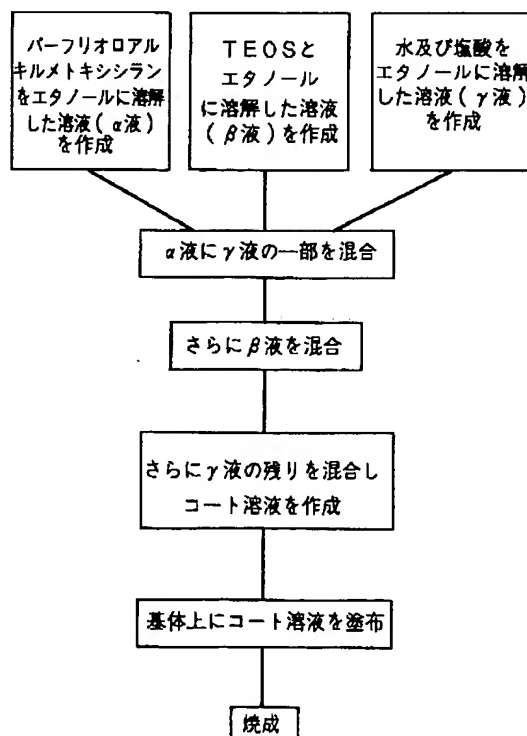 パーフリオロアル
キルメトキシシラン
をエタノールに溶解
した溶液(α液)
を作成
TEOSと
エタノール
に溶解した溶液
(β液)を作成
水及び塩酸を
エタノールに溶解
した溶液(γ液)
を作成
α液にγ液の一部を混合
さらにβ液を混合
さらにγ液の残りを混合し
コート溶液を作成
基体上にコート溶液を塗布
焼成